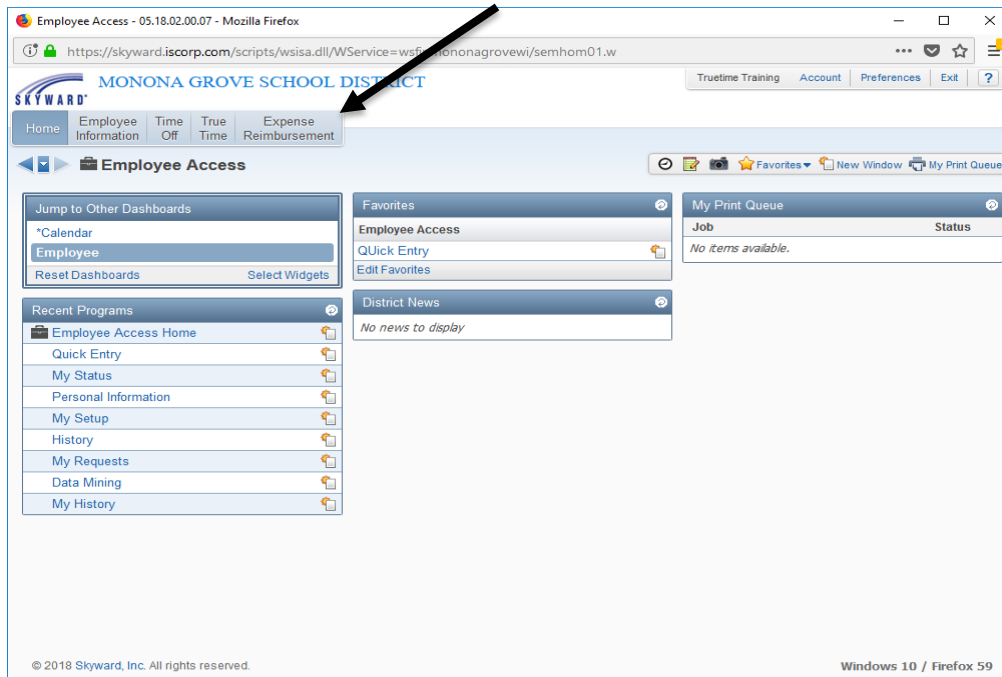 Employee Access - 05.18.02.00.07 - Mozilla Firefox
https://skyward.iscorp.com/scripts/wsisa.dll/WService=wsfi mononagrovewi/semhom01.w
SKYWARD
MONONA GROVE SCHOOL DISTRICT
Truetime Training Account Preferences Exit ?
Home Employee Information Time Off True Time Expense Reimbursement
Employee Access
Favorites New Window My Print Queue
Jump to Other Dashboards
*Calendar
Employee
Reset Dashboards Select Widgets
Recent Programs
Employee Access Home
Quick Entry
My Status
Personal Information
My Setup
History
My Requests
Data Mining
My History
Favorites
Employee Access
QUick Entry
Edit Favorites
District News
No news to display
My Print Queue
Job Status
No items available.
© 2018 Skyward, Inc. All rights reserved.
Windows 10 / Firefox 59